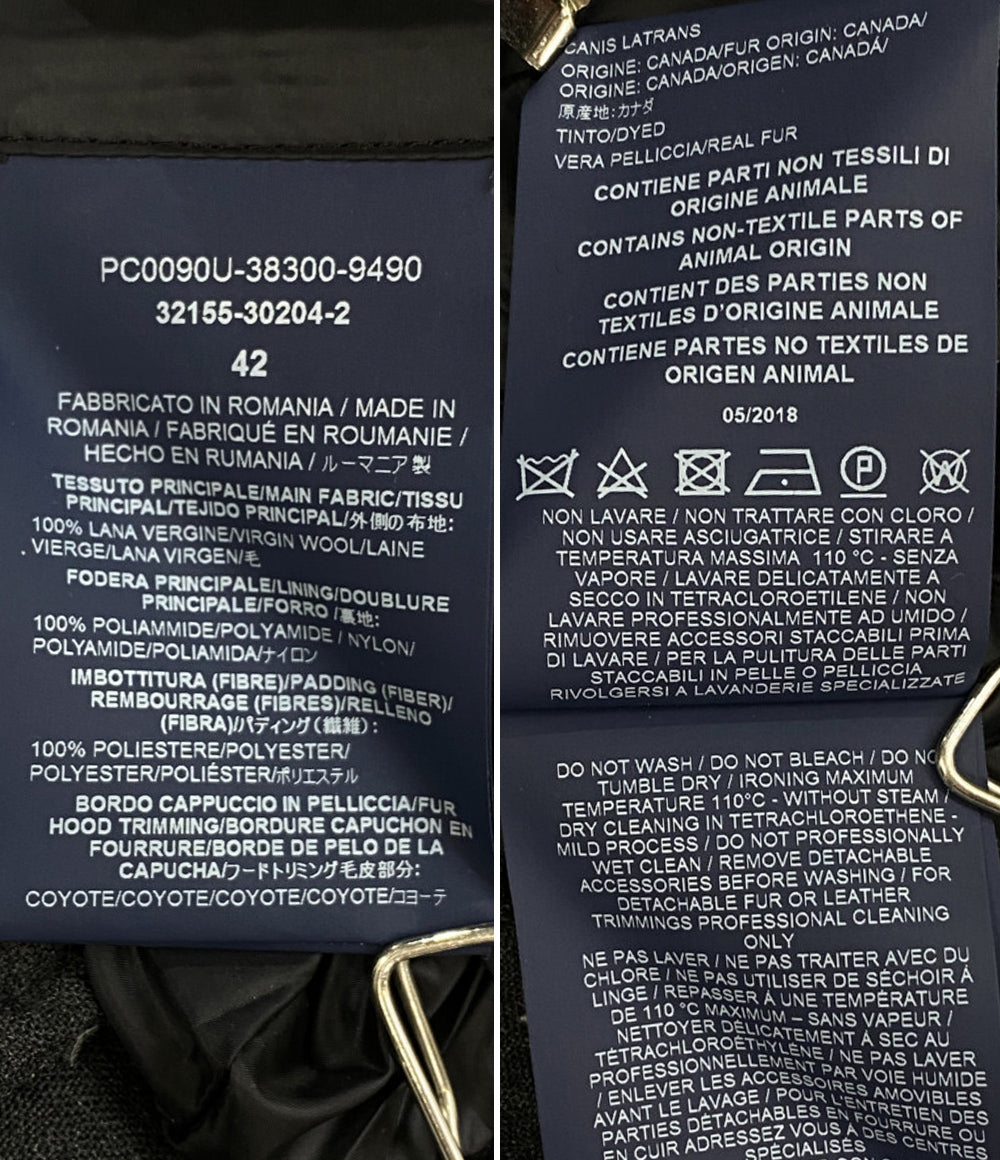 PC0090U-38300-9490
32155-30204-2
42
FABBRICATO IN ROMANIA / MADE IN
ROMANIA / FABRIQUÉ EN ROUMANIE /
HECHO EN RUMANIA / ルーマニア製
TESSUTO PRINCIPALE/MAIN FABRIC/TISSU
PRINCIPAL/TEJIDO PRINCIPAL/外側の布地:
100% LANA VERGINE/VIRGIN WOOL/LAINE
VIERGE/LANA VIRGEN/毛
FODERA PRINCIPALE/LINING/DOUBLURE
PRINCIPALE/FORRO /裏地:
100% POLIAMMIDE/POLYAMIDE / NYLON/
POLYAMIDE/POLIAMIDA/ナイロン
IMBOTTITURA (FIBRE)/PADDING (FIBER)/
REMBOURRAGE (FIBRES)/RELLENO
(FIBRA)/パディング(繊維):
100% POLIESTERE/POLYESTER/
POLYESTER/POLIÉSTER/ポリエステル
BORDO CAPPUCCIO IN PELLICCIA/FUR
HOOD TRIMMING/BORDURE CAPUCHON EN
FOURRURE/BORDE DE PELO DE LA
CAPUCHA/フードトリミング毛皮部分:
COYOTE/COYOTE/COYOTE/COYOTE/コヨーテ
CANIS LATRANS
ORIGINE: CANADA/FUR ORIGIN: CANADA/
ORIGINE: CANADA/ORIGEN: CANADÁ/
原産地:カナダ
TINTO/DYED
VERA PELLICCIA/REAL FUR
CONTIENE PARTI NON TESSILI DI
ORIGINE ANIMALE
CONTAINS NON-TEXTILE PARTS OF
ANIMAL ORIGIN
CONTIENT DES PARTIES NON
TEXTILES D'ORIGINE ANIMALE
CONTIENE PARTES NO TEXTILES DE
ORIGEN ANIMAL
05/2018
P W
NON LAVARE / NON TRATTARE CON CLORO /
NON USARE ASCIUGATRICE / STIRARE A
TEMPERATURA MASSIMA 110 °C - SENZA
VAPORE / LAVARE DELICATAMENTE A
SECCO IN TETRACLOROETILENE / NON
LAVARE PROFESSIONALMENTE AD UMIDO /
RIMUOVERE ACCESSORI STACCABILI PRIMA
DI LAVARE / PER LA PULITURA DELLE PARTI
STACCABILI IN PELLE O PELLICCIA
RIVOLGERSI A LAVANDERIE SPECIALIZZATE
DO NOT WASH / DO NOT BLEACH / DO NO
TUMBLE DRY / IRONING MAXIMUM
TEMPERATURE 110°C - WITHOUT STEAM /
DRY CLEANING IN TETRACHLOROETHENE -
MILD PROCESS / DO NOT PROFESSIONALLY
WET CLEAN / REMOVE DETACHABLE
ACCESSORIES BEFORE WASHING / FOR
DETACHABLE FUR OR LEATHER
TRIMMINGS PROFESSIONAL CLEANING
ONLY
NE PAS LAVER / NE PAS TRAITER AVEC DU
CHLORE / NE PAS UTILISER DE SÉCHOIR Á
LINGE / REPASSER Á UNE TEMPÉRATURE
DE 110 °C MAXIMUM – SANS VAPEUR /
NETTOYER DÉLICATEMENT Á SEC AU
TÉTRACHLOROÉTHYLÈNE / NE PAS LAVER
PROFESSIONNELLEMENT PAR VOIE HUMIDE
/ ENLEVER LES ACCESSOIRES AMOVIBLES
AVANT LE LAVAGE / POUR L'ENTRETIEN DES
PARTIES DÉTACHABLES EN FOURRURE OU
EN CUIR ADRESSEZ VOUS À DES CENTRES
SPÉCIALISÉS